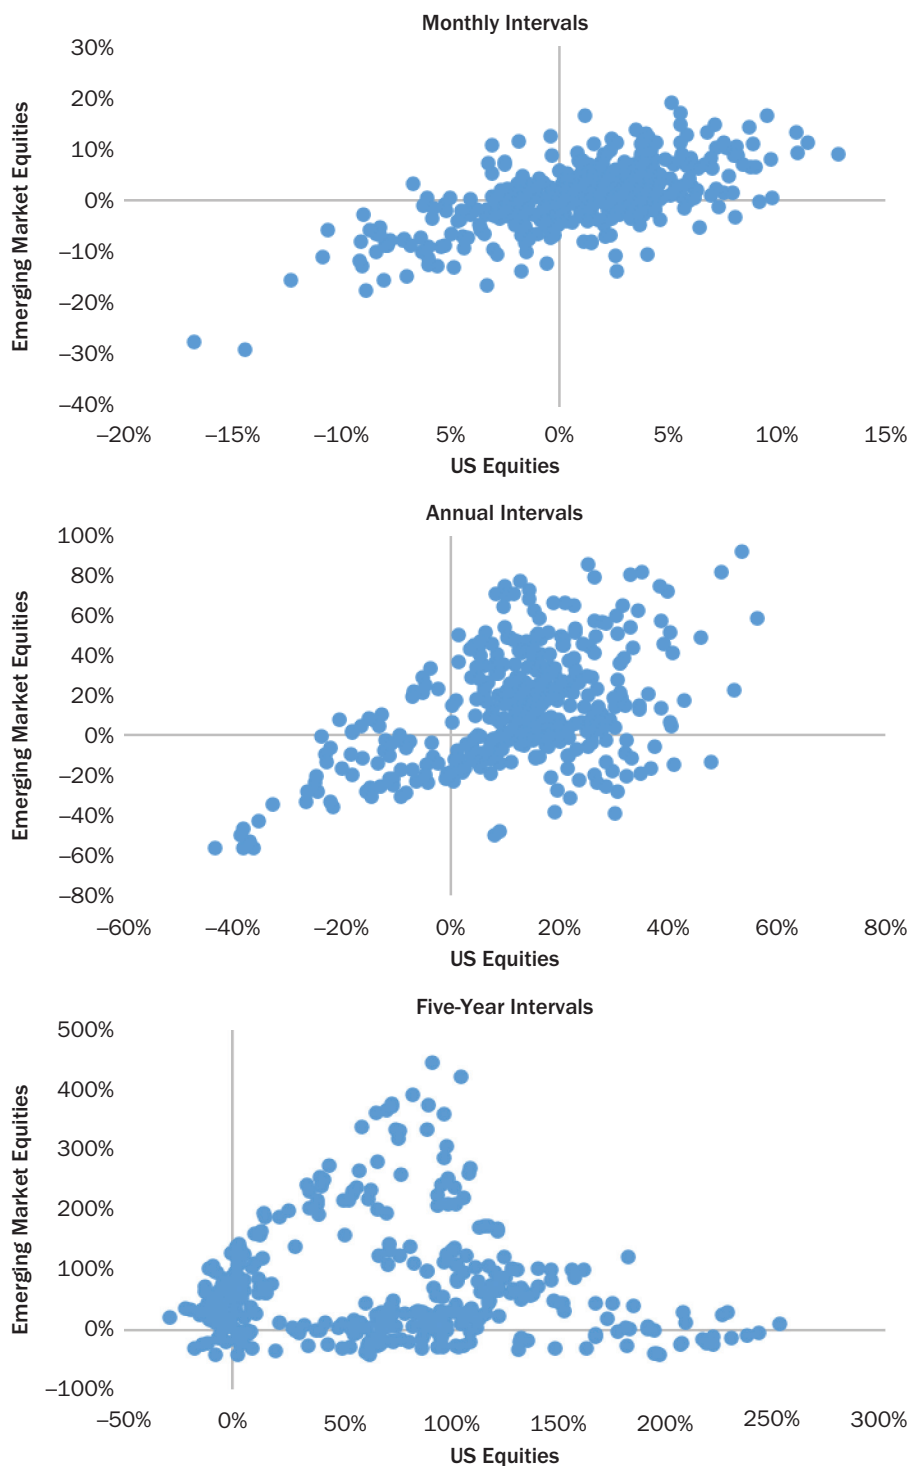 Monthly Intervals
30%
20%
10%
0%
–10%
–20%
–30%
–40%
Emerging Market Equities
–20% –15% –10% 5% 0% 5% 10% 15%
US Equities
Annual Intervals
100%
80%
60%
40%
20%
0%
–20%
–40%
–60%
–80%
Emerging Market Equities
–60% –40% –20% 0% 20% 40% 60% 80%
US Equities
Five-Year Intervals
500%
400%
300%
200%
100%
0%
–100%
Emerging Market Equities
–50% 0% 50% 100% 150% 200% 250% 300%
US Equities